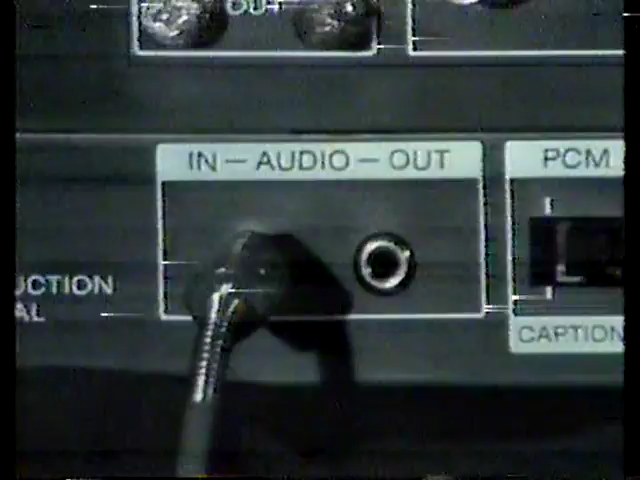 OUT
IN — AUDIO — OUT
PCM
UCTION
AL
CAPTION